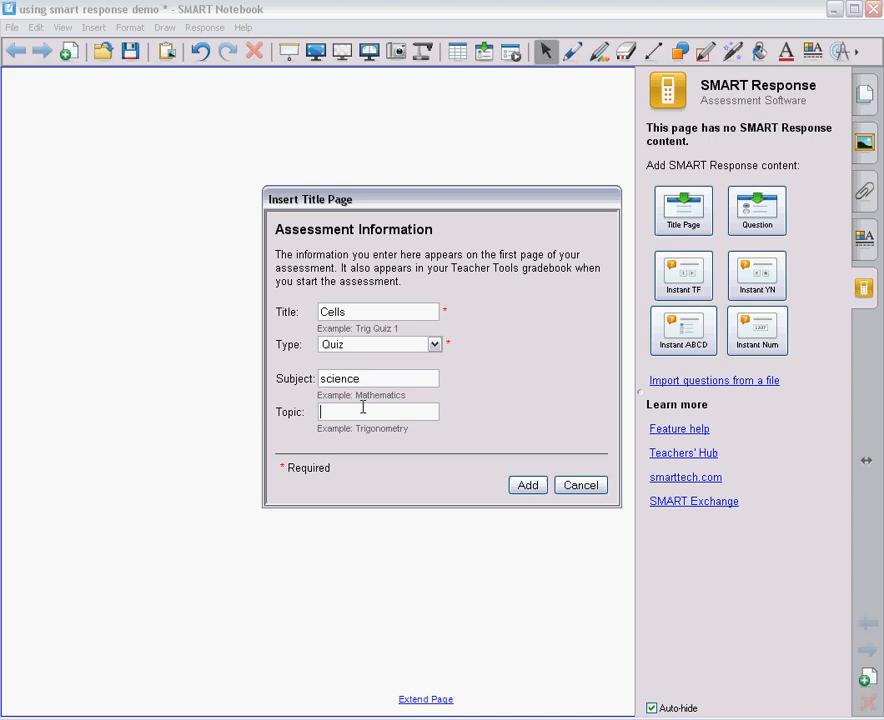 using smart response demo * - SMART Notebook
File Edit View Insert Format Draw Response Help
SMART Response
Assessment Software
This page has no SMART Response
content.
Add SMART Response content:
Title Page Question
Instant TF Instant YN
Instant ABCD Instant Num
Import questions from a file
Learn more
Feature help
Teachers' Hub
smarttech.com
SMART Exchange
Insert Title Page
Assessment Information
The information you enter here appears on the first page of your
assessment. It also appears in your Teacher Tools gradebook when
you start the assessment.
Title: Cells *
Example: Trig Quiz 1
Type: Quiz *
Subject: science
Example: Mathematics
Topic:
Example: Trigonometry
* Required
Add Cancel
Extend Page
Auto-hide